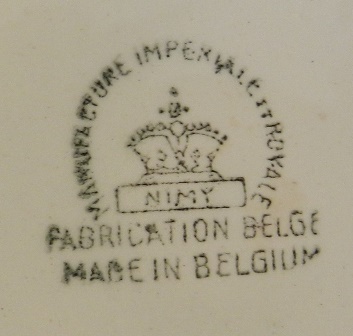 MANUFACTURE IMPERIALE ET ROYALE
NIMY
FABRICATION BELGE
MADE IN BELGIUM